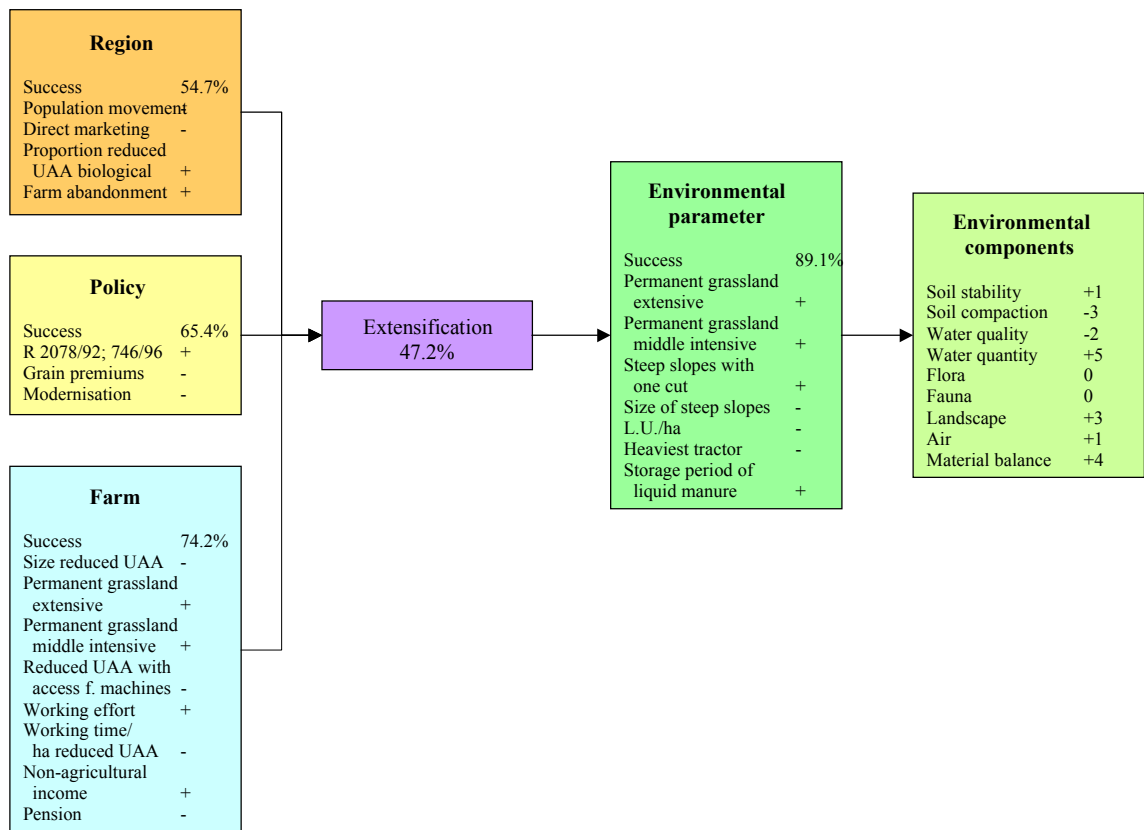 Region
Success 54.7%
Population movement -
Direct marketing -
Proportion reduced
UAA biological +
Farm abandonment +
Policy
Success 65.4%
R 2078/92; 746/96 +
Grain premiums -
Modernisation -
Farm
Success 74.2%
Size reduced UAA -
Permanent grassland
extensive +
Permanent grassland
middle intensive +
Reduced UAA with
access f. machines -
Working effort +
Working time/
ha reduced UAA -
Non-agricultural
income +
Pension -
Extensification
47.2%
Environmental
parameter
Success 89.1%
Permanent grassland
extensive +
Permanent grassland
middle intensive +
Steep slopes with
one cut +
Size of steep slopes -
L.U./ha -
Heaviest tractor -
Storage period of
liquid manure +
Environmental
components
Soil stability +1
Soil compaction -3
Water quality -2
Water quantity +5
Flora 0
Fauna 0
Landscape +3
Air +1
Material balance +4